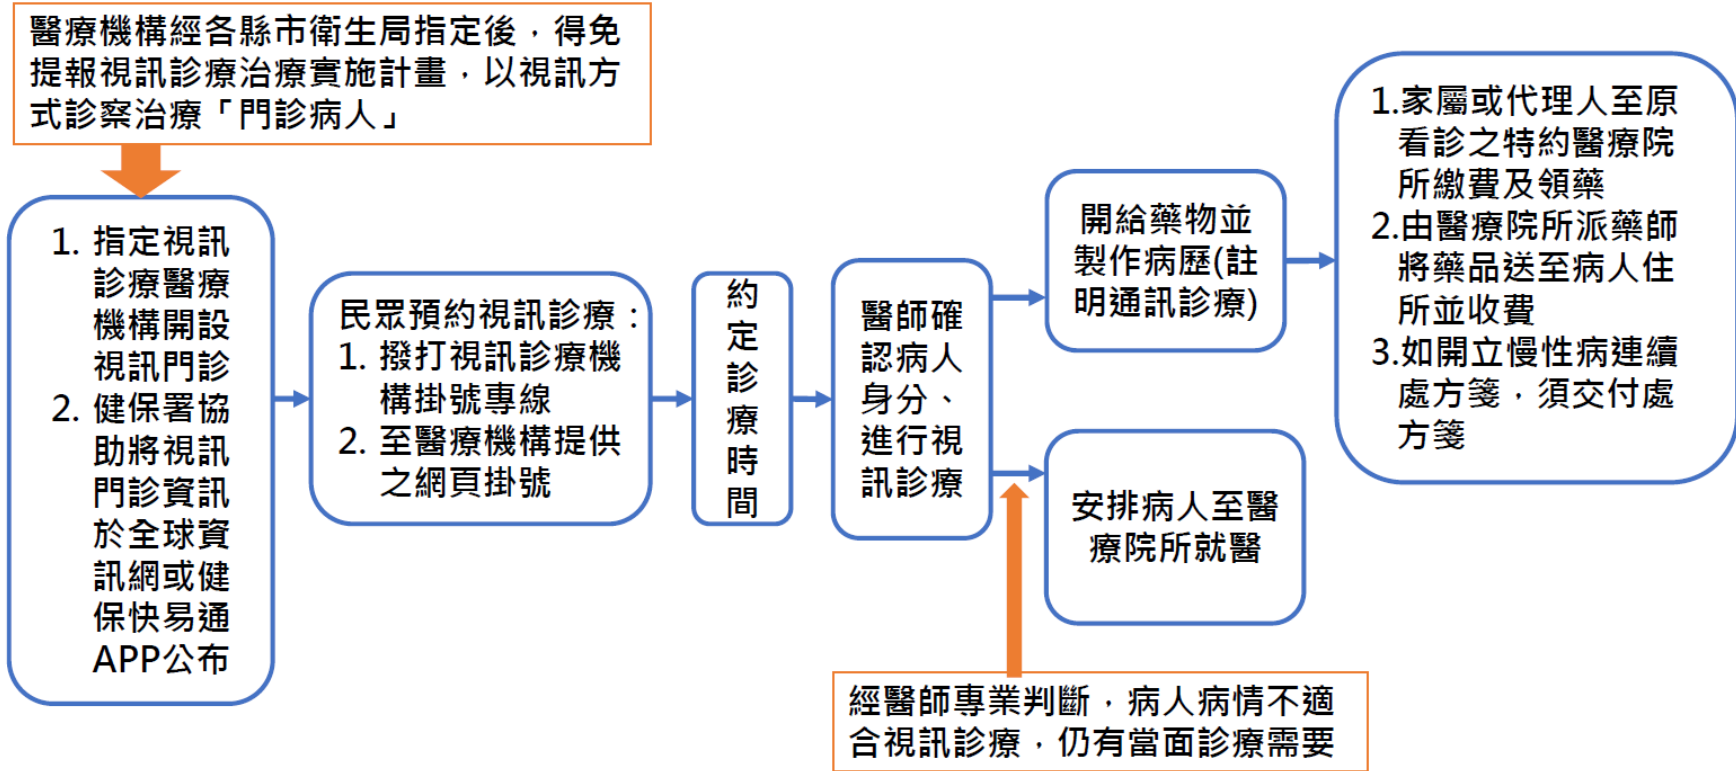 醫療機構經各縣市衛生局指定後，得免
提報視訊診療治療實施計畫，以視訊方
式診察治療「門診病人」
1. 指定視訊
診療醫療
機構開設
視訊門診
2. 健保署協
助將視訊
門診資訊
於全球資
訊網或健
保快易通
APP公布
民眾預約視訊診療：
1. 撥打視訊診療機
構掛號專線
2. 至醫療機構提供
之網頁掛號
約
定
診
療
時
間
醫師確
認病人
身分、
進行視
訊診療
開給藥物並
製作病歷(註
明通訊診療)
安排病人至醫
療院所就醫
1.家屬或代理人至原
看診之特約醫療院
所繳費及領藥
2.由醫療院所派藥師
將藥品送至病人住
所並收費
3.如開立慢性病連續
處方箋，須交付處
方箋
經醫師專業判斷，病人病情不適
合視訊診療，仍有當面診療需要